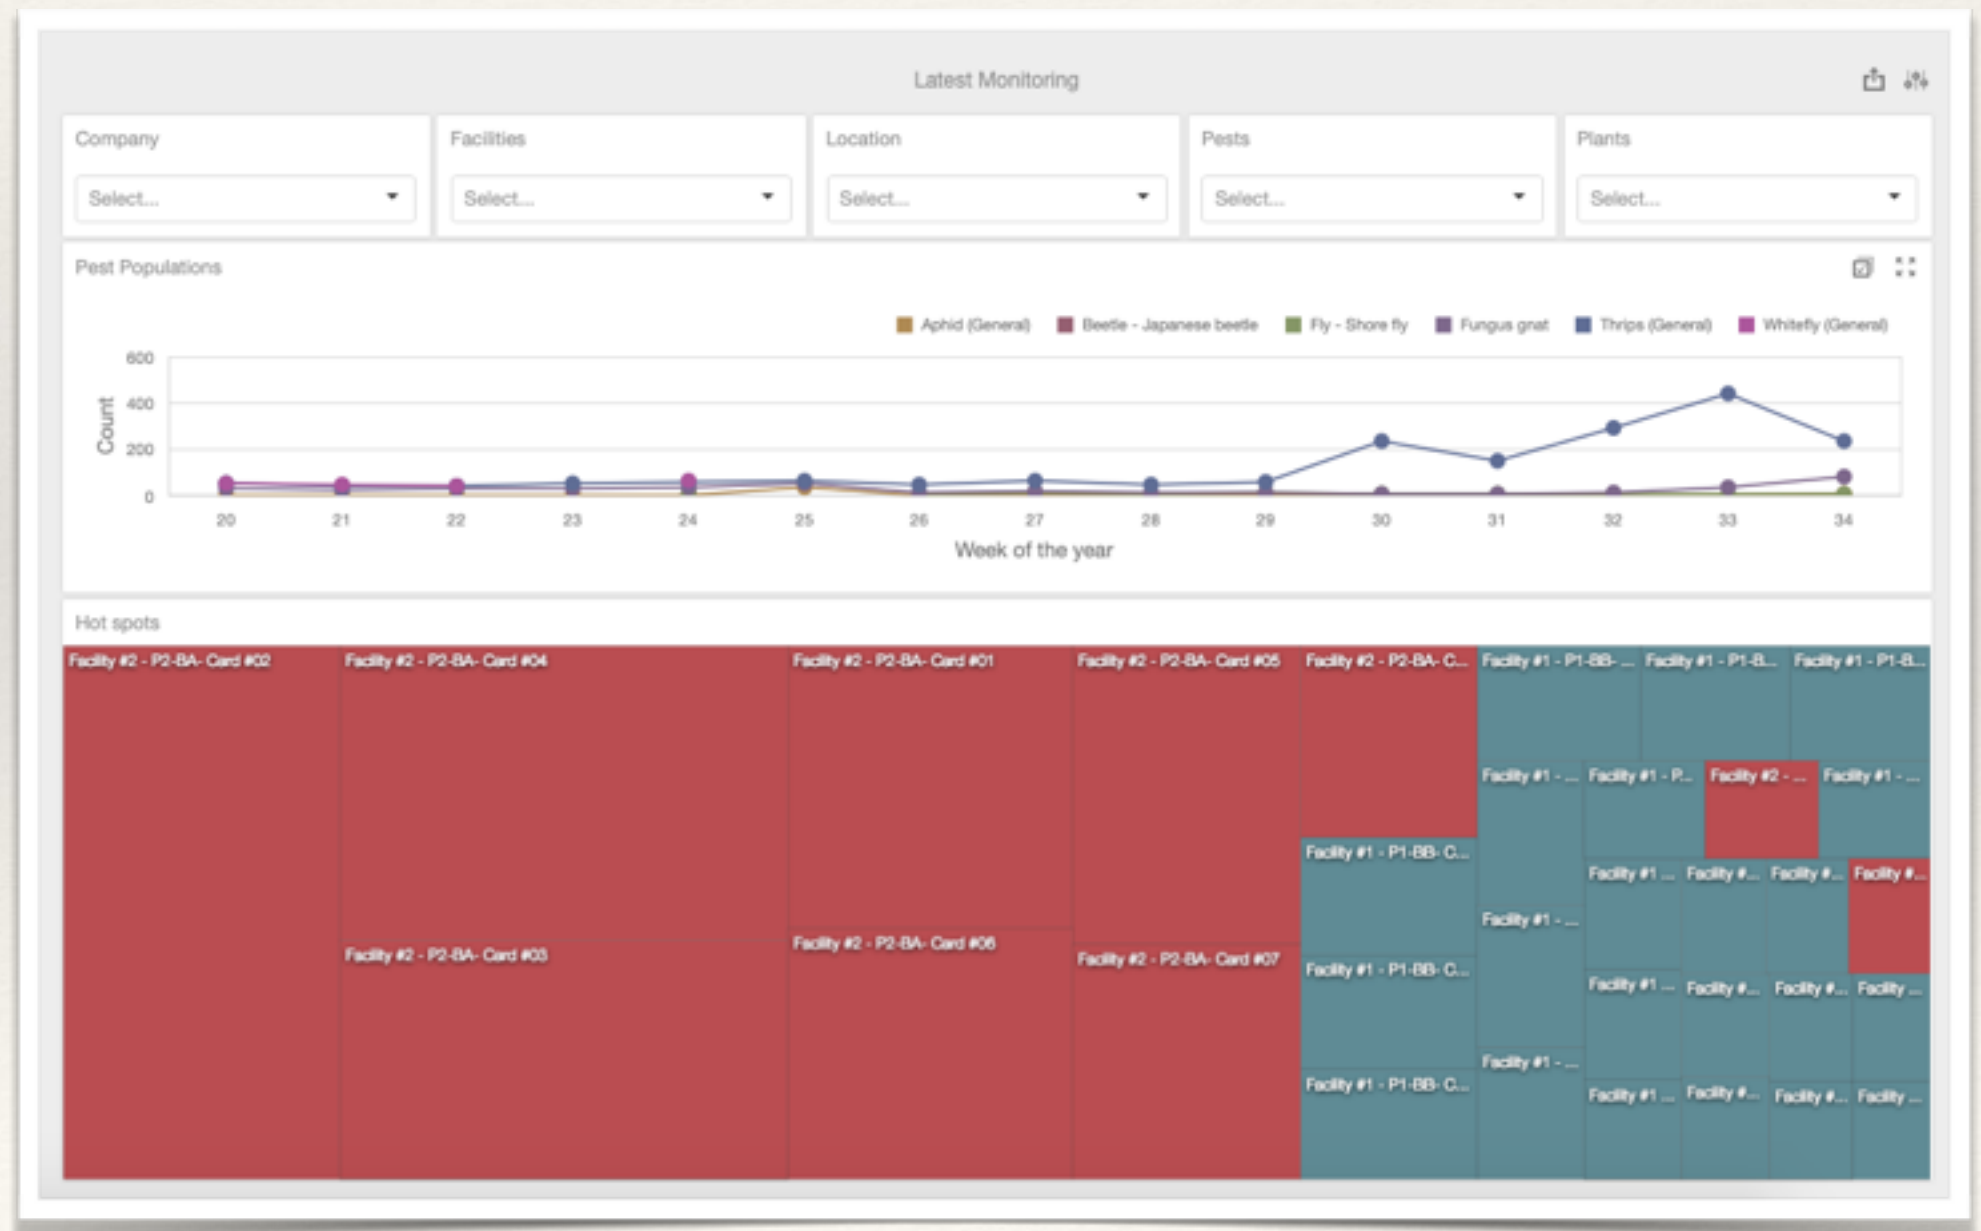 Latest Monitoring
Company
Facilities
Location
Pests
Plants
Select...
Select...
Select...
Select...
Select...
Pest Populations
Aphid (General)
Beetle - Japanese beetle
Fly - Shore fly
Fungus gnat
Thrips (General)
Whitefly (General)
600
400
200
0
Count
20 21 22 23 24 25 26 27 28 29 30 31 32 33 34
Week of the year
Hot spots
Facility #2 - P2-BA- Card #02
Facility #2 - P2-BA- Card #04
Facility #2 - P2-BA- Card #01
Facility #2 - P2-BA- Card #05
Facility #2 - P2-BA- C...
Facility #1 - P1-BB- ...
Facility #1 - P1-B...
Facility #1 - P1-B...
Facility #1 - ...
Facility #1 - P...
Facility #2 - ...
Facility #1 - ...
Facility #1 - P1-BB- C...
Facility #1 ...
Facility #...
Facility #...
Facility #...
Facility #1 - ...
Facility #2 - P2-BA- Card #03
Facility #2 - P2-BA- Card #06
Facility #2 - P2-BA- Card #07
Facility #1 - P1-BB- C...
Facility #1 ...
Facility #...
Facility #...
Facility ...
Facility #1 - ...
Facility #1 - P1-BB- C...
Facility #1 ...
Facility #...
Facility #...
Facility ...